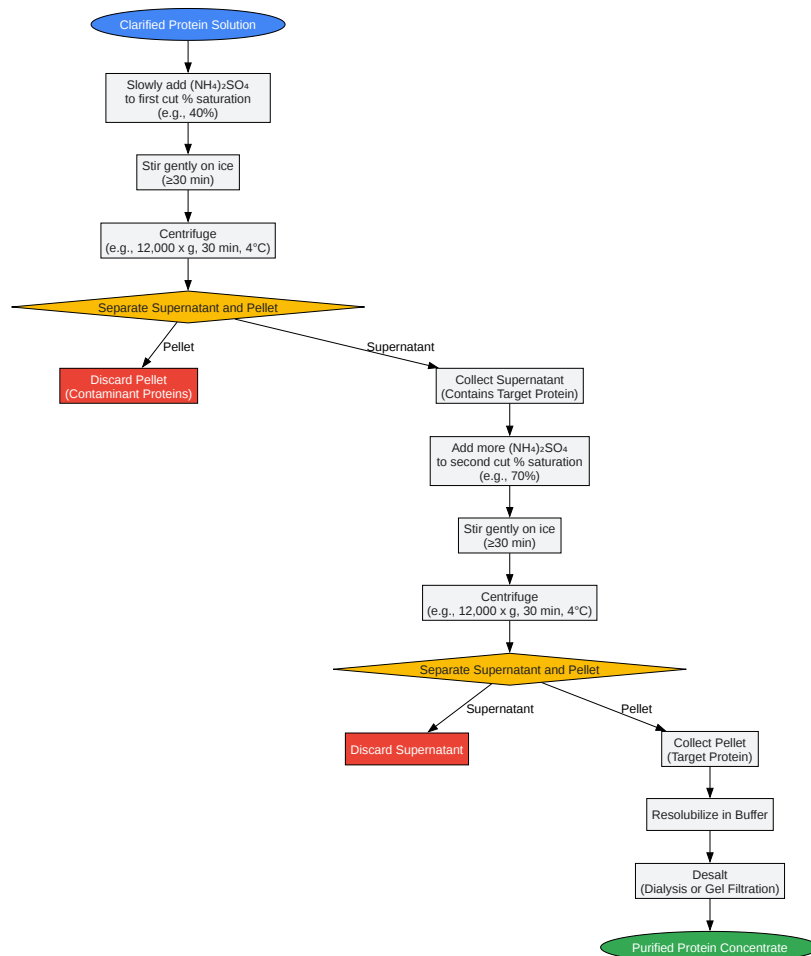 Clarified Protein Solution
Slowly add (NH₄)₂SO₄
to first cut % saturation
(e.g., 40%)
Stir gently on ice
(≥30 min)
Centrifuge
(e.g., 12,000 x g, 30 min, 4°C)
Separate Supernatant and Pellet
Pellet
Supernatant
Discard Pellet
(Contaminant Proteins)
Collect Supernatant
(Contains Target Protein)
Add more (NH₄)₂SO₄
to second cut % saturation
(e.g., 70%)
Stir gently on ice
(≥30 min)
Centrifuge
(e.g., 12,000 x g, 30 min, 4°C)
Separate Supernatant and Pellet
Supernatant
Pellet
Discard Supernatant
Collect Pellet
(Target Protein)
Resolubilize in Buffer
Desalt
(Dialysis or Gel Filtration)
Purified Protein Concentrate